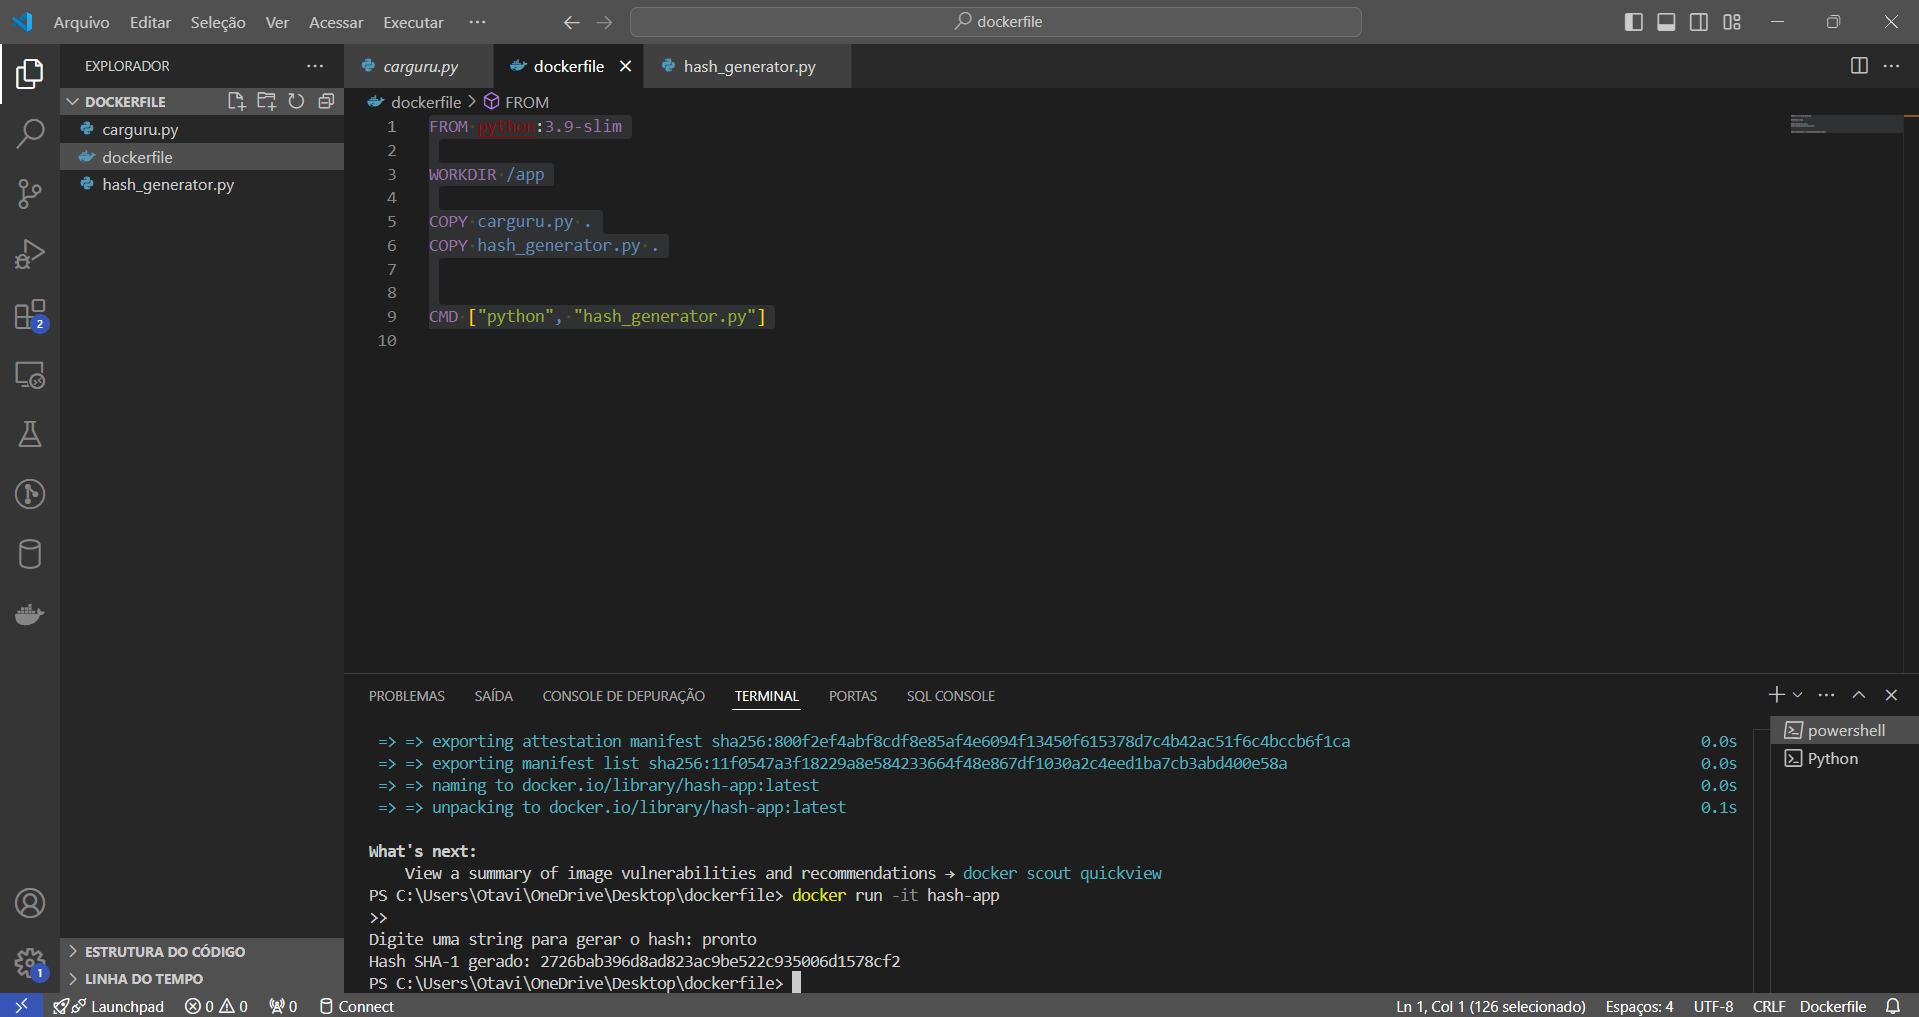 Arquivo Editar Seleção Ver Acessar Executar ··· dockerfile
EXPLORADOR ···
DOCKERFILE
carguru.py
dockerfile
hash_generator.py
ESTRUTURA DO CÓDIGO
LINHA DO TEMPO
2
1
carguru.py dockerfile hash_generator.py
dockerfile > FROM
1 FROM python:3.9-slim
2
3 WORKDIR /app
4
5 COPY carguru.py .
6 COPY hash_generator.py .
7
8
9 CMD ["python", "hash_generator.py"]
10
PROBLEMAS SAÍDA CONSOLE DE DEPURAÇÃO TERMINAL PORTAS SQL CONSOLE
=> => exporting attestation manifest sha256:800f2ef4abf8cdf8e85af4e6094f13450f615378d7c4b42ac51f6c4bccb6f1ca 0.0s
=> => exporting manifest list sha256:11f0547a3f18229a8e584233664f48e867df1030a2c4eed1ba7cb3abd400e58a 0.0s
=> => naming to docker.io/library/hash-app:latest 0.0s
=> => unpacking to docker.io/library/hash-app:latest 0.1s
What's next:
View a summary of image vulnerabilities and recommendations → docker scout quickview
PS C:\Users\Otavi\OneDrive\Desktop\dockerfile> docker run -it hash-app
>>
Digite uma string para gerar o hash: pronto
Hash SHA-1 gerado: 2726bab396d8ad823ac9be522c935006d1578cf2
PS C:\Users\Otavi\OneDrive\Desktop\dockerfile>
powershell
Python
Launchpad 0 0 0 Connect Ln 1, Col 1 (126 selecionado) Espaços: 4 UTF-8 CRLF Dockerfile